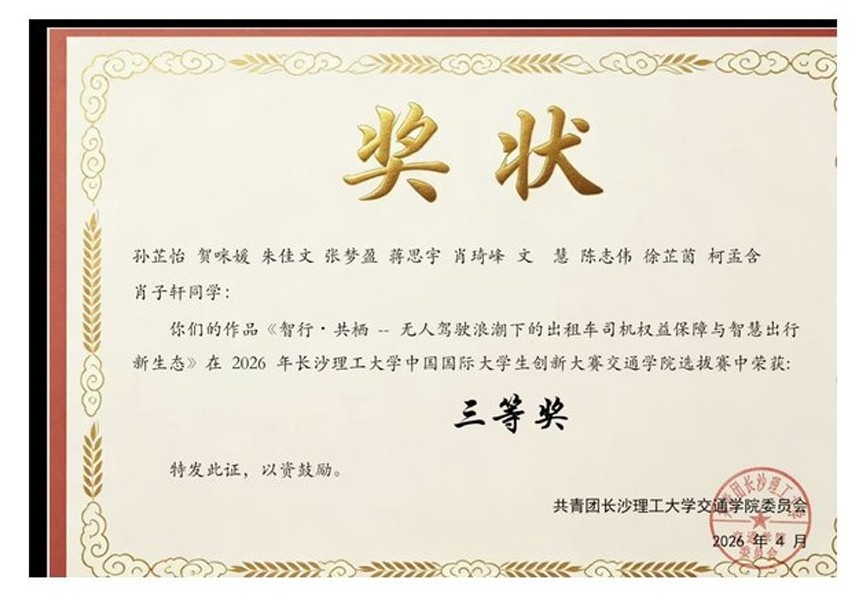 奖 状
孙芷怡 贺咪媛 朱佳文 张梦盈 蒋思宇 肖琦峰 文 慧 陈志伟 徐芷茵 柯孟含
肖子轩同学：
你们的作品《智行·共栖 -- 无人驾驶浪潮下的出租车司机权益保障与智慧出行
新生态》在 2026 年长沙理工大学中国国际大学生创新大赛交通学院选拔赛中荣获:
三等奖
特发此证，以资鼓励。
共青团长沙理工大学交通学院委员会
2026 年 4 月